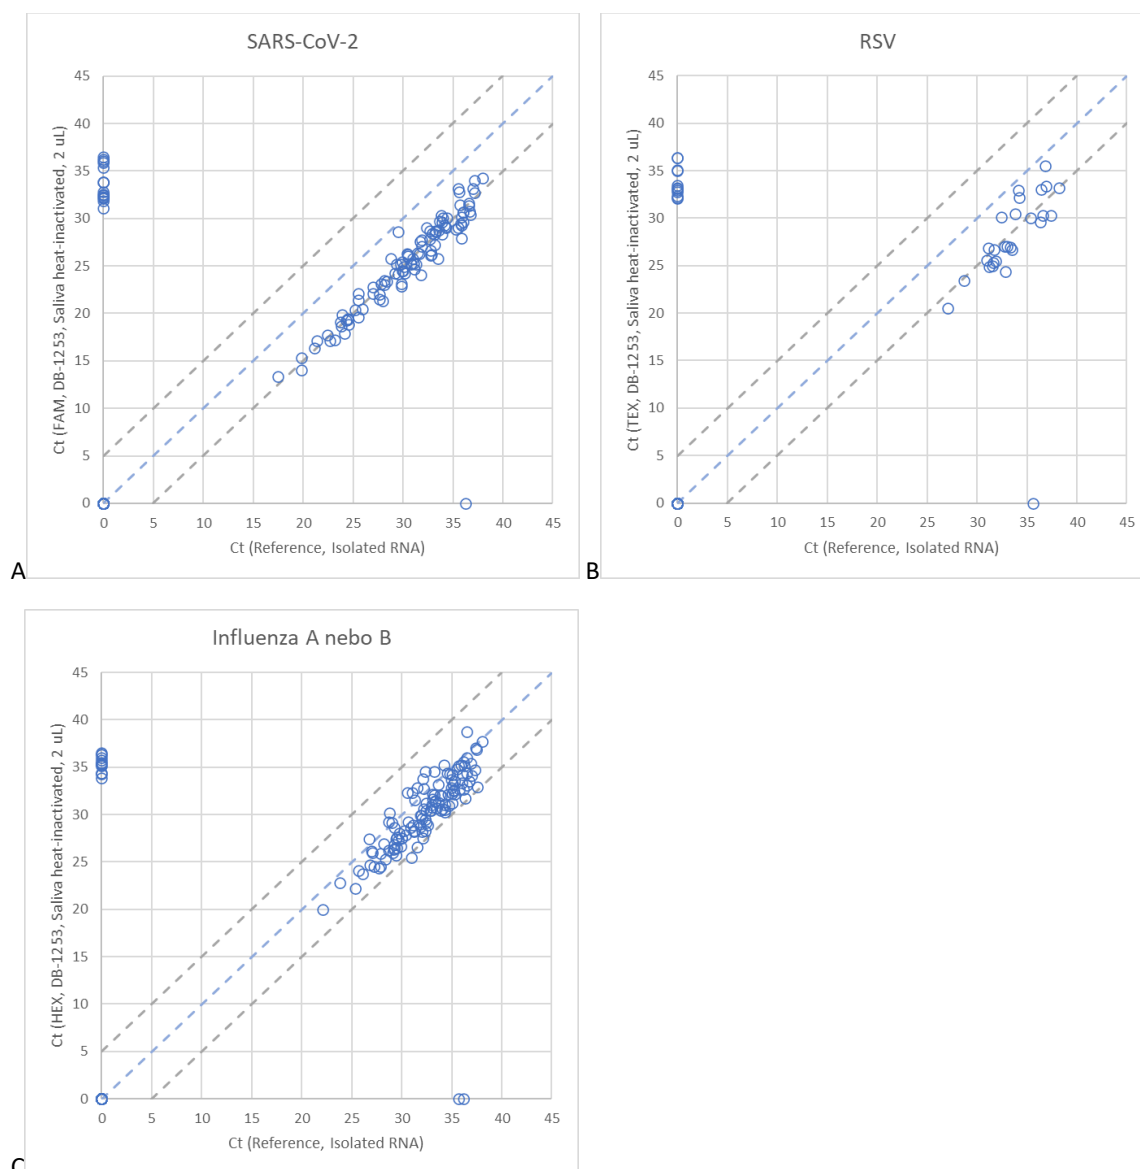 SARS-CoV-2
Ct (FAM, DB-1253, Saliva heat-inactivated, 2 uL)
45
40
35
30
25
20
15
10
5
0
0 5 10 15 20 25 30 35 40 45
Ct (Reference, Isolated RNA)
A
RSV
Ct (TEX, DB-1253, Saliva heat-inactivated, 2 uL)
45
40
35
30
25
20
15
10
5
0
0 5 10 15 20 25 30 35 40 45
Ct (Reference, Isolated RNA)
B
Influenza A nebo B
Ct (HEX, DB-1253, Saliva heat-inactivated, 2 uL)
45
40
35
30
25
20
15
10
5
0
0 5 10 15 20 25 30 35 40 45
Ct (Reference, Isolated RNA)
C